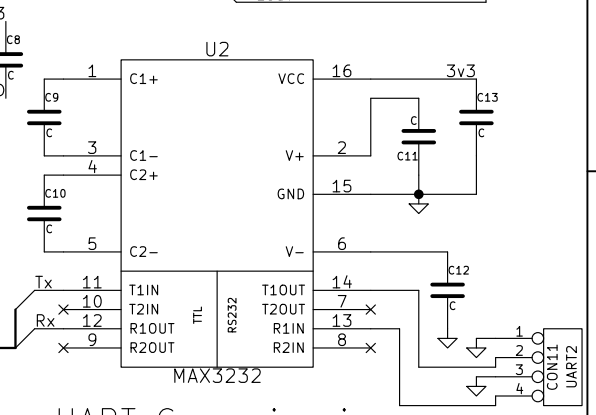 3
C8
C
U2
1
C1+
VCC
16
3v3
C9
C
C13
C
3
C1-
V+
2
C
C11
4
C2+
C10
C
GND
15
5
C2-
V-
6
C12
C
Tx
11
T1IN
T1OUT
14
10
T2IN
T2OUT
7
Rx
12
R1OUT
R1IN
13
9
R2OUT
R2IN
8
TTL
RS232
MAX3232
1
2
3
4
CON11
UART2